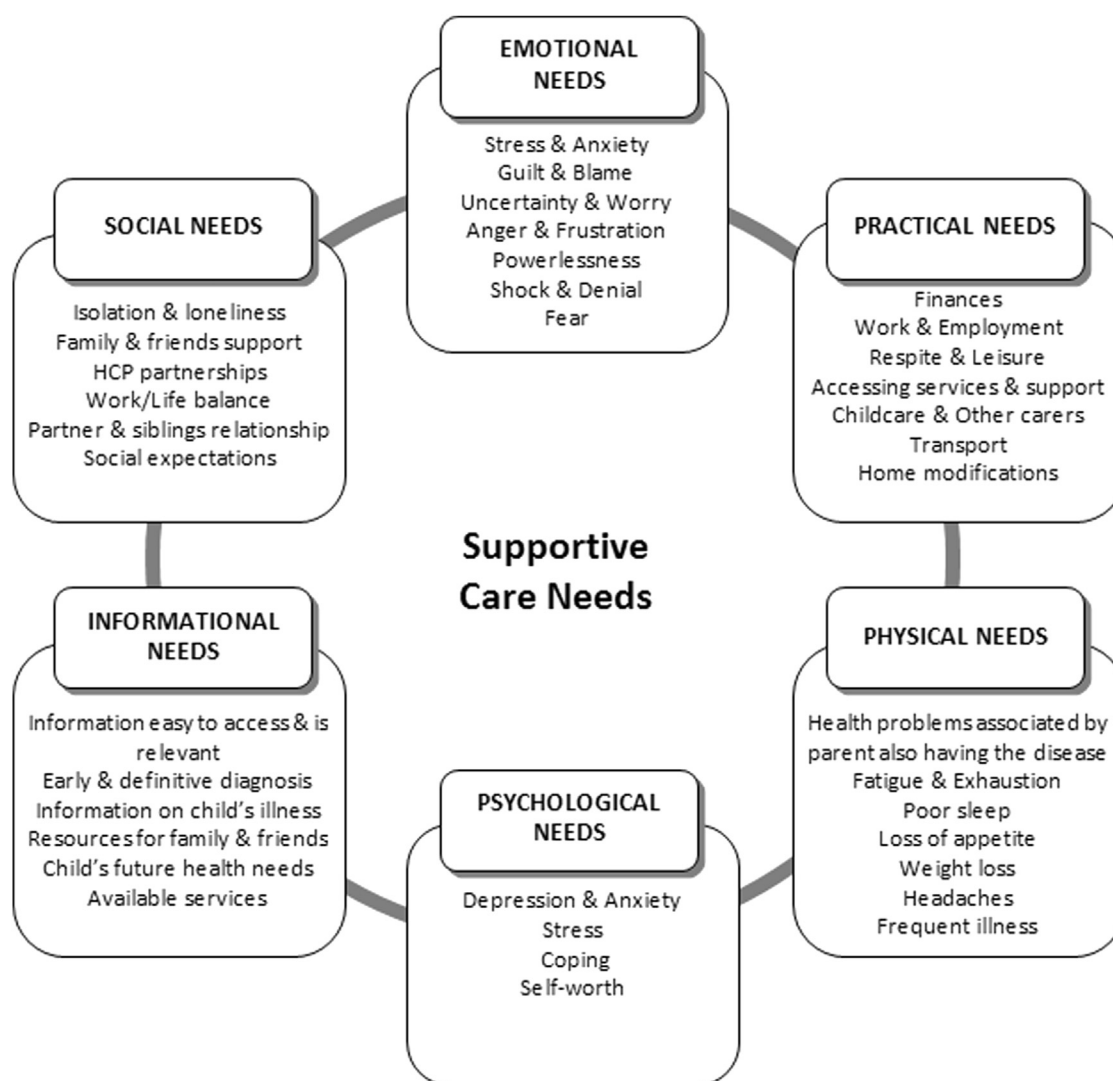 EMOTIONAL
NEEDS
Stress & Anxiety
Guilt & Blame
Uncertainty & Worry
Anger & Frustration
Powerlessness
Shock & Denial
Fear
SOCIAL NEEDS
Isolation & loneliness
Family & friends support
HCP partnerships
Work/Life balance
Partner & siblings relationship
Social expectations
PRACTICAL NEEDS
Finances
Work & Employment
Respite & Leisure
Accessing services & support
Childcare & Other carers
Transport
Home modifications
Supportive
Care Needs
INFORMATIONAL
NEEDS
Information easy to access & is
relevant
Early & definitive diagnosis
Information on child's illness
Resources for family & friends
Child's future health needs
Available services
PSYCHOLOGICAL
NEEDS
Depression & Anxiety
Stress
Coping
Self-worth
PHYSICAL NEEDS
Health problems associated by
parent also having the disease
Fatigue & Exhaustion
Poor sleep
Loss of appetite
Weight loss
Headaches
Frequent illness